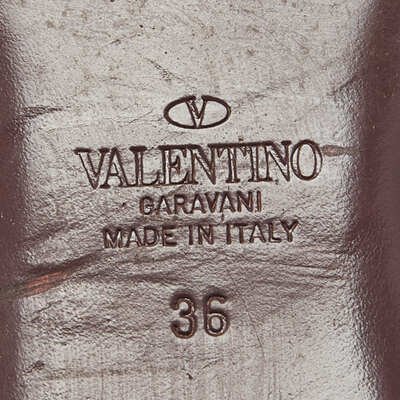 V
VALENTINO
GARAVANI
MADE IN ITALY
36